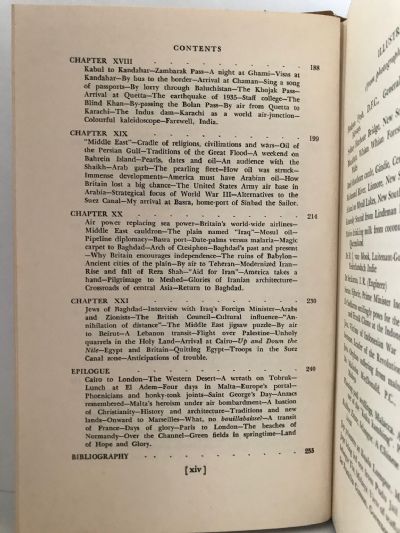 CONTENTS
CHAPTER XVIII 188
Kabul to Kandahar—Zambarak Pass—A night at Ghazni—Visas at
Kandahar—By bus to the border—Arrival at Chaman—Sing a song
of passports—By lorry through Baluchistan—The Khojak Pass—
Arrival at Quetta—The earthquake of 1935—Staff college—The
Blind Khan—By-passing the Bolan Pass—By air from Quetta to
Karachi—The Indus dam—Karachi as a world air-junction—
Colourful kaleidoscope—Farewell, India.
CHAPTER XIX 199
"Middle East"—Cradle of religions, civilizations and wars—Oil of
the Persian Gulf—Traditions of the Great Flood—A weekend on
Bahrein Island—Pearls, dates and oil—An audience with the
Shaikh—Arab garb—The pearling fleet—How oil was struck—
Immense developments—America must have Arabian oil—How
Britain lost a big chance—The United States Army air base in
Arabia—Strategical focus of World War III—Alternatives to the
Suez Canal—My arrival at Basra, home-port of Sinbad the Sailor.
CHAPTER XX 214
Air power replacing sea power—Britain's world-wide airlines—
Middle East cauldron—The plain named "Iraq"—Mosul oil—
Pipeline diplomacy—Basra port—Date-palms versus malaria—Magic
carpet to Baghdad—Arch of Ctesiphon—Baghdad's past and present
—Why Britain encourages independence—The ruins of Babylon—
Ancient cities of the plain—By air to Teheran—Modernized Iran—
Rise and fall of Reza Shah—"Aid for Iran"—America takes a
hand—Pilgrimage to Meshed—Glories of Iranian architecture—
Crossroads of central Asia—Return to Baghdad.
CHAPTER XXI 230
Jews of Baghdad—Interview with Iraq's Foreign Minister—Arabs
and Zionists—The British Council—Cultural influence—"An-
nihilation of distance"—The Middle East jigsaw puzzle—By air
to Beirut—A Lebanon transit—Flight over Palestine—Unholy
quarrels in the Holy Land—Arrival at Cairo—Up and Down the
Nile—Egypt and Britain—Quitting Egypt—Troops in the Suez
Canal zone—Anticipations of trouble.
EPILOGUE 240
Cairo to London—The Western Desert—A wreath on Tobruk—
Lunch at El Adem—Four days in Malta—Europe's portal—
Phoenicians and honky-tonk joints—Saint George's Day—Anzacs
remembered—Malta's heroism under air bombardment—A bastion
of Christianity—History and architecture—Traditions and new
lands—Onward to Marseilles—What, no bouillabaisse?—A transit
of France—Days of glory—Paris to London—The beaches of
Normandy—Over the Channel—Green fields in springtime—Land
of Hope and Glory.
BIBLIOGRAPHY 255
[xiv]
ILLUSTR